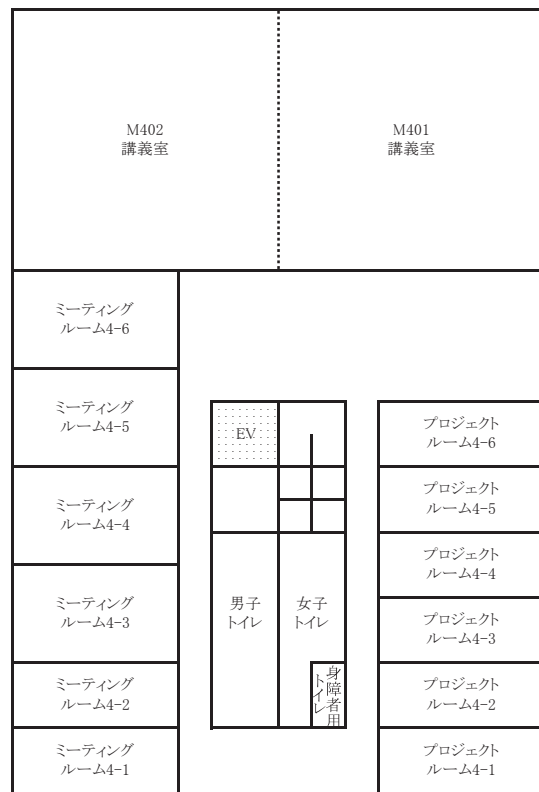 M402
講義室
M401
講義室
ミーティング
ルーム4-6
ミーティング
ルーム4-5
ミーティング
ルーム4-4
ミーティング
ルーム4-3
ミーティング
ルーム4-2
ミーティング
ルーム4-1
EV
男子
トイレ
女子
トイレ
身障者用
トイレ
プロジェクト
ルーム4-6
プロジェクト
ルーム4-5
プロジェクト
ルーム4-4
プロジェクト
ルーム4-3
プロジェクト
ルーム4-2
プロジェクト
ルーム4-1